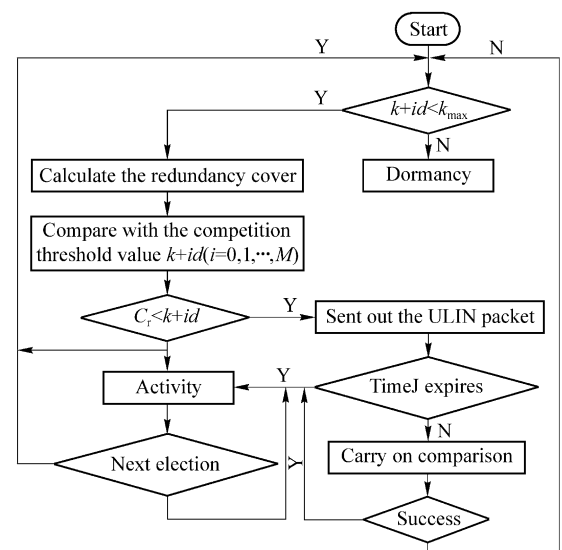 Start
Y
N
Y
k+id<kmax
N
Calculate the redundancy cover
Dormancy
Compare with the competition
threshold value k+id(i=0,1,···,M)
Cr<k+id
Y
Sent out the ULIN packet
Activity
Y
TimeJ expires
N
Next election
Y
Carry on comparison
Success